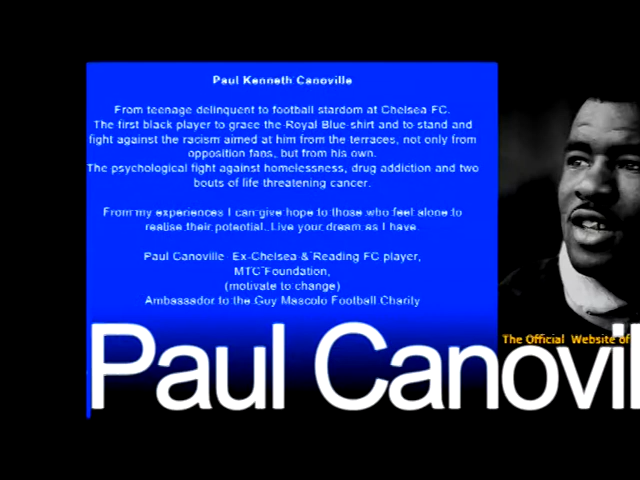 Paul Kenneth Canoville
From teenage delinquent to football stardom at Chelsea FC.
The first black player to grace the Royal Blue shirt and to stand and
fight against the racism aimed at him from the terraces, not only from
opposition fans, but from his own.
The psychological fight against homelessness, drug addiction and two
bouts of life threatening cancer.
From my experiences I can give hope to those who feel alone to
realise their potential. Live your dream as I have.
Paul Canoville Ex-Chelsea & Reading FC player,
MTC Foundation,
(motivate to change)
Ambassador to the Guy Mascolo Football Charity
The Official Website of
Paul Canovil